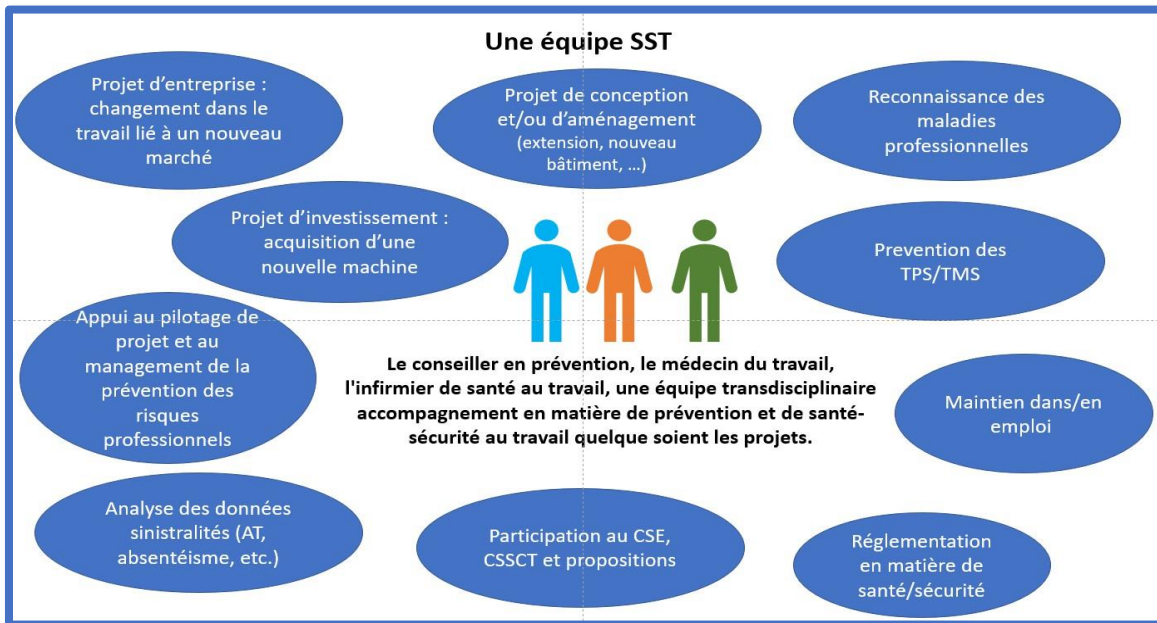 Une équipe SST
Projet d'entreprise :
changement dans le
travail lié à un nouveau
marché
Projet de conception
et/ou d'aménagement
(extension, nouveau
bâtiment, ...)
Reconnaissance des
maladies
professionnelles
Projet d'investissement :
acquisition d'une
nouvelle machine
Prevention des
TPS/TMS
Appui au pilotage de
projet et au
management de la
prévention des
risques
professionnels
Le conseiller en prévention, le médecin du travail,
l'infirmier de santé au travail, une équipe transdisciplinaire
accompagnement en matière de prévention et de santé-
sécurité au travail quelque soient les projets.
Maintien dans/en
emploi
Analyse des données
sinistralités (AT,
absentéisme, etc.)
Participation au CSE,
CSSCT et propositions
Réglementation
en matière de
santé/sécurité